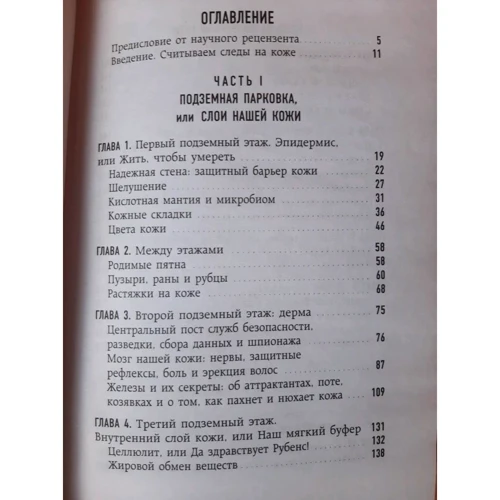 ОГЛАВЛЕНИЕ
Предисловие от научного рецензента 5
Введение. Считываем следы на коже 11
ЧАСТЬ I
ПОДЗЕМНАЯ ПАРКОВКА,
или СЛОИ НАШЕЙ КОЖИ
ГЛАВА 1. Первый подземный этаж. Эпидермис,
или Жить, чтобы умереть 19
Надежная стена: защитный барьер кожи 22
Шелушение 27
Кислотная мантия и микробиом 31
Кожные складки 36
Цвета кожи 46
ГЛАВА 2. Между этажами 58
Родимые пятна 58
Пузыри, раны и рубцы 60
Растяжки на коже 68
ГЛАВА 3. Второй подземный этаж: дерма 75
Центральный пост служб безопасности,
разведки, сбора данных и шпионажа 76
Мозг нашей кожи: нервы, защитные
рефлексы, боль и эрекция волос 87
Железы и их секреты: об аттрактантах, поте,
козявках и о том, как пахнет и нюхает кожа 109
ГЛАВА 4. Третий подземный этаж.
Внутренний слой кожи, или Наш мягкий буфер 131
Целлюлит, или Да здравствует Рубенс! 132
Жировой обмен веществ 138